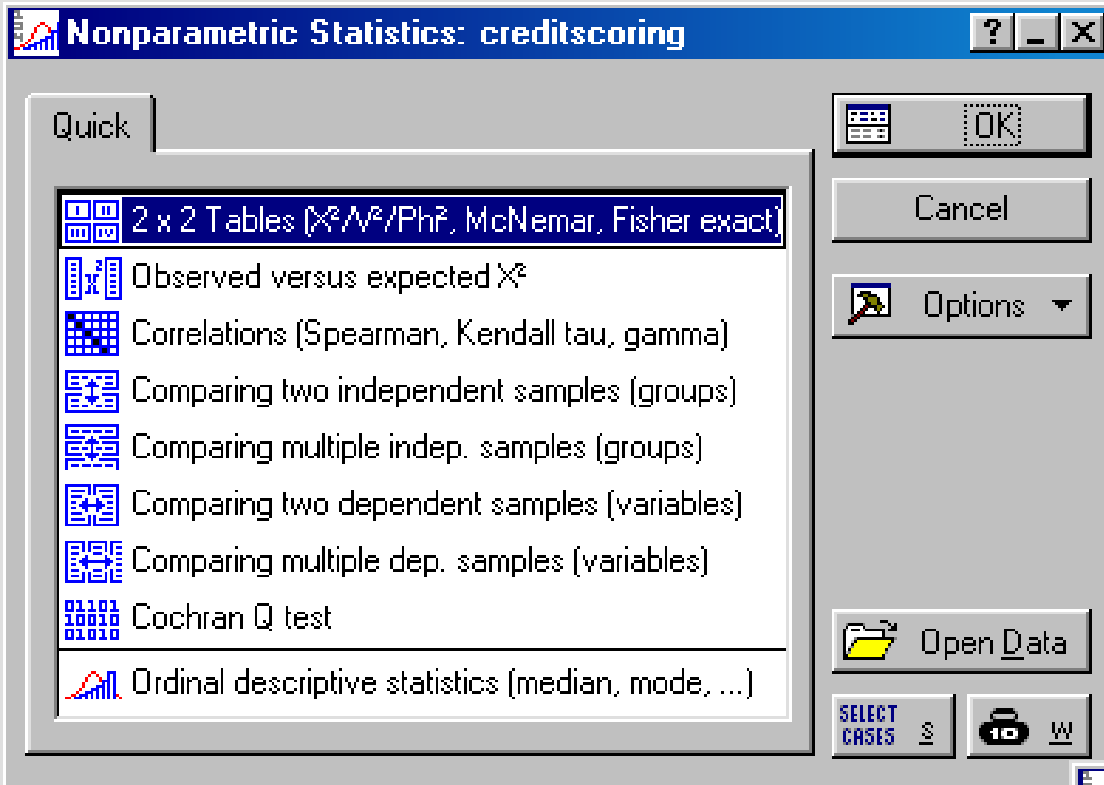 Nonparametric Statistics: creditscoring
Quick
2 x 2 Tables (X²/V²/Phi², McNemar, Fisher exact)
Observed versus expected X²
Correlations (Spearman, Kendall tau, gamma)
Comparing two independent samples (groups)
Comparing multiple indep. samples (groups)
Comparing two dependent samples (variables)
Comparing multiple dep. samples (variables)
Cochran Q test
Ordinal descriptive statistics (median, mode, ...)
OK
Cancel
Options
Open Data
SELECT CASES S
10 W